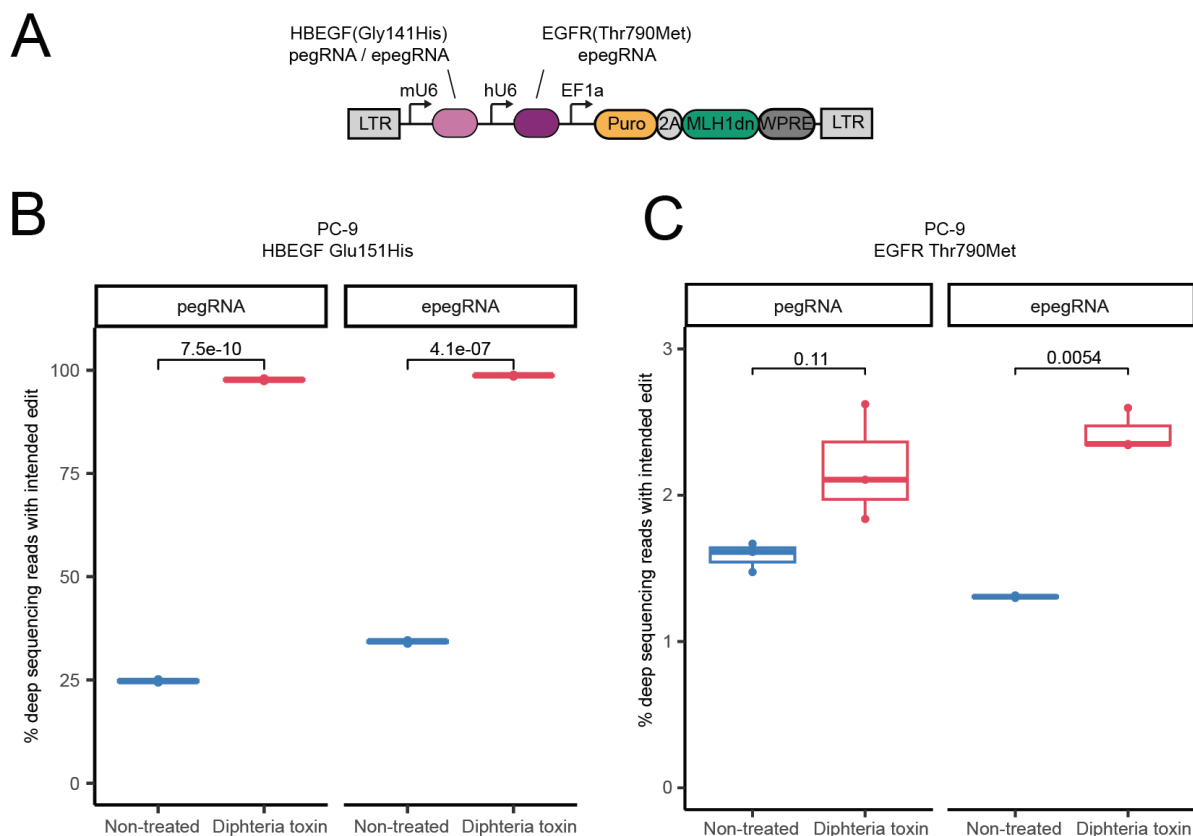 A
HBEGF(Gly141His)
pegRNA / epegRNA
EGFR(Thr790Met)
epegRNA
mU6
hU6
EF1a
LTR
Puro
2A
MLH1dn
WPRE
LTR
B
PC-9
HBEGF Glu151His
pegRNA
epegRNA
7.5e-10
4.1e-07
100
75
50
25
0
% deep sequencing reads with intended edit
Non-treated
Diphteria toxin
Non-treated
Diphteria toxin
C
PC-9
EGFR Thr790Met
pegRNA
epegRNA
0.11
0.0054
3
2
1
0
% deep sequencing reads with intended edit
Non-treated
Diphteria toxin
Non-treated
Diphteria toxin